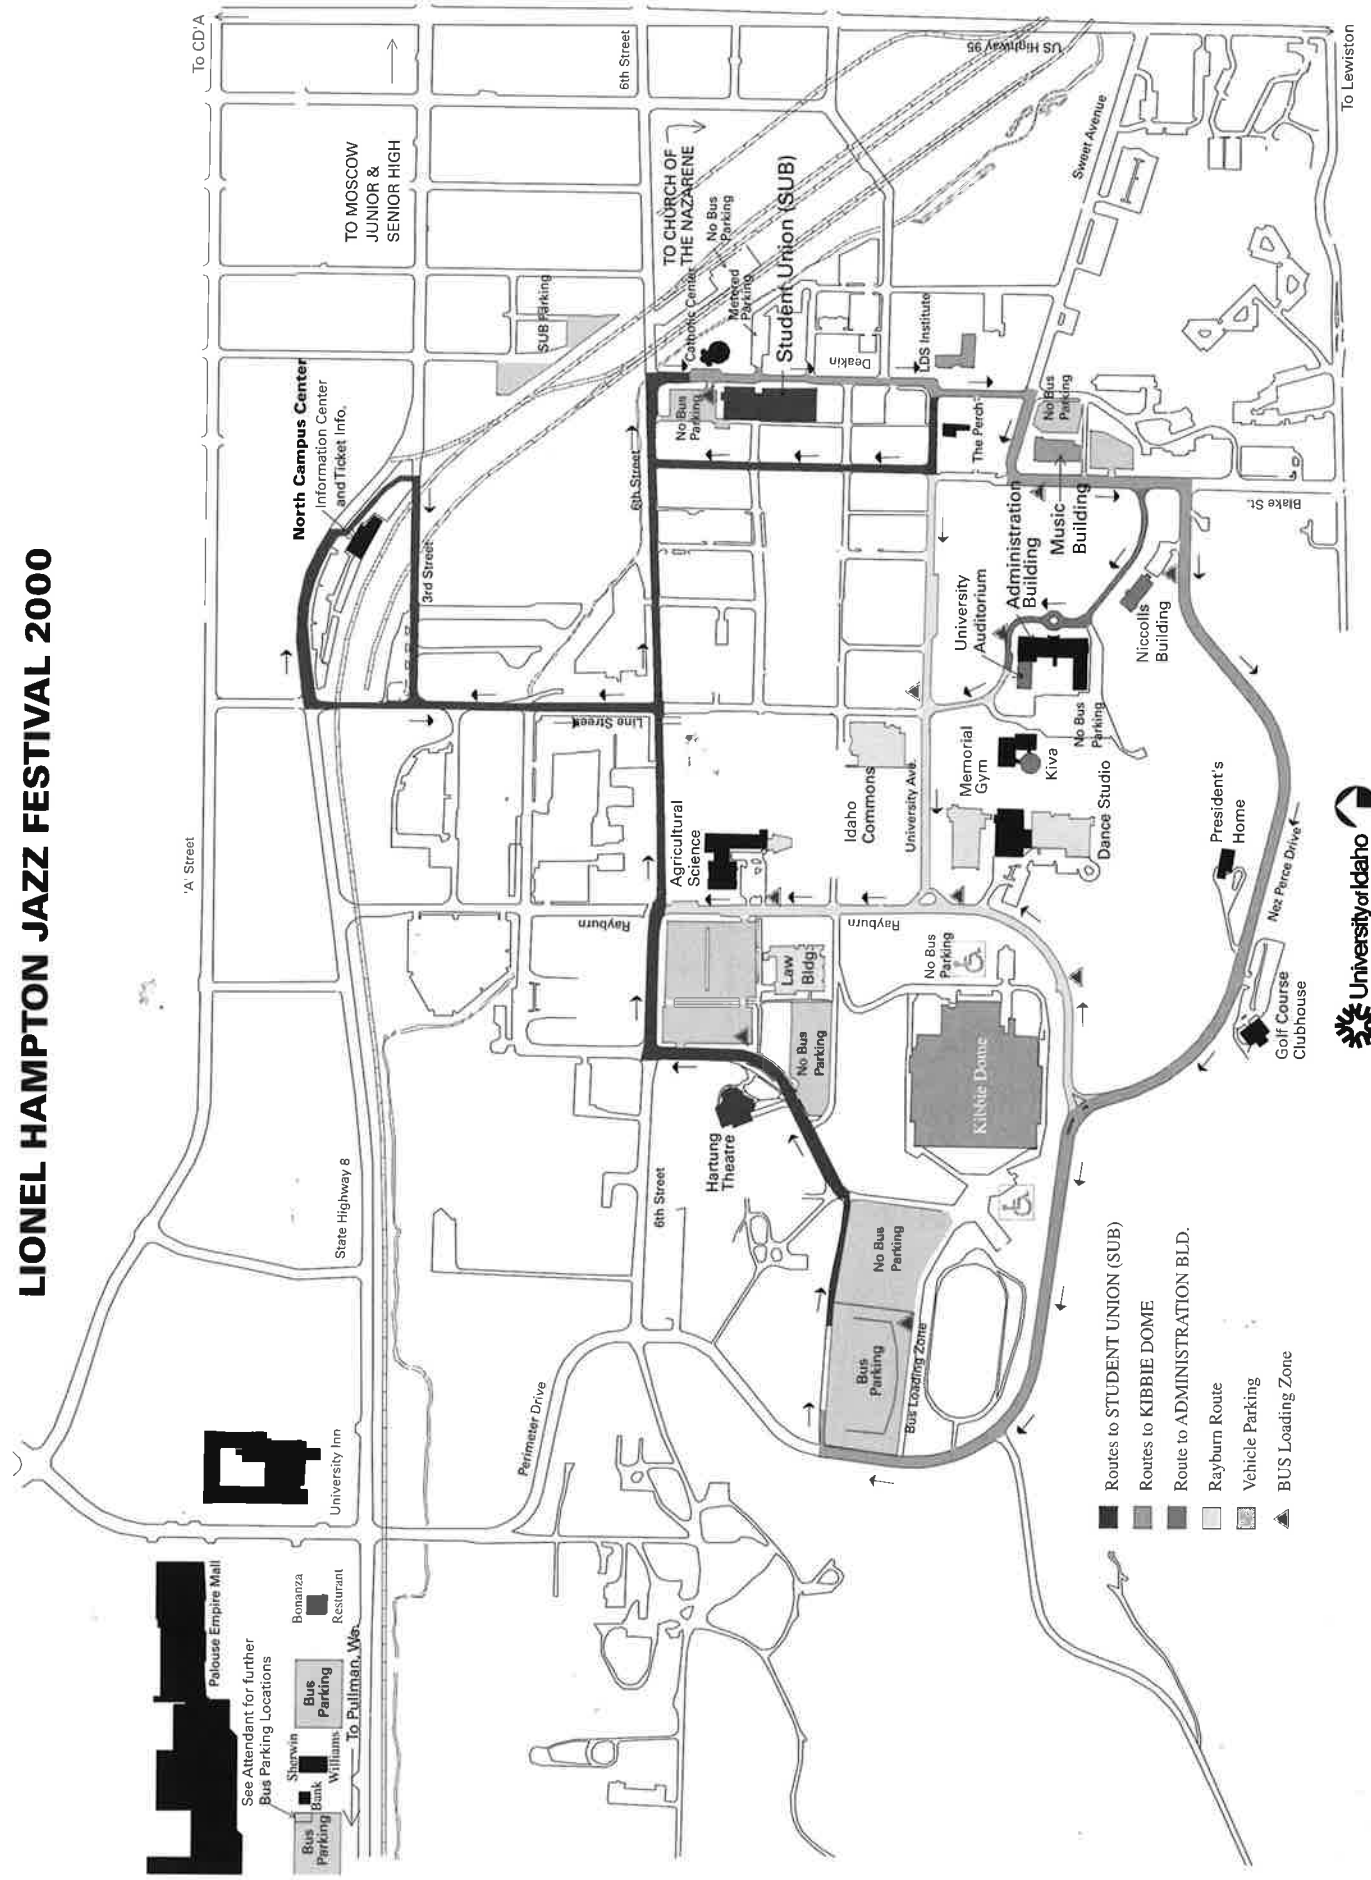 LIONEL HAMPTON JAZZ FESTIVAL 2000
To CD'A
TO MOSCOW
JUNIOR &
SENIOR HIGH
6th Street
US Highway 95
To Lewiston
Sweet Avenue
TO CHURCH OF
THE NAZARENE
No Bus
Parking
SUB Parking
Catholic Center
Metered
Parking
Student Union (SUB)
Deakin
LDS Institute
North Campus Center
Information Center
and Ticket Info.
No Bus
Parking
The Perch
No Bus
Parking
6th Street
3rd Street
Music
Building
Blake St.
Administration
Building
University
Auditorium
Niccolls
Building
Line Street
No Bus
Parking
Kiva
Memorial
Gym
Dance Studio
Idaho
Commons
University Ave.
Agricultural
Science
'A' Street
President's
Home
Nez Perce Drive
Rayburn
Rayburn
No Bus
Parking
Law
Bldg.
No Bus
Parking
Kibbie Dome
Golf Course
Clubhouse
University of Idaho
Hartung
Theatre
6th Street
State Highway 8
No Bus
Parking
Bus
Parking
Bus Loading Zone
Perimeter Drive
University Inn
Palouse Empire Mall
Bonanza
Resturant
See Attendant for further
Bus Parking Locations
Bus
Parking
To Pullman, Wa.
Sherwin
Williams
Bank
Bus
Parking
Routes to STUDENT UNION (SUB)
Routes to KIBBIE DOME
Route to ADMINISTRATION BLD.
Rayburn Route
Vehicle Parking
BUS Loading Zone